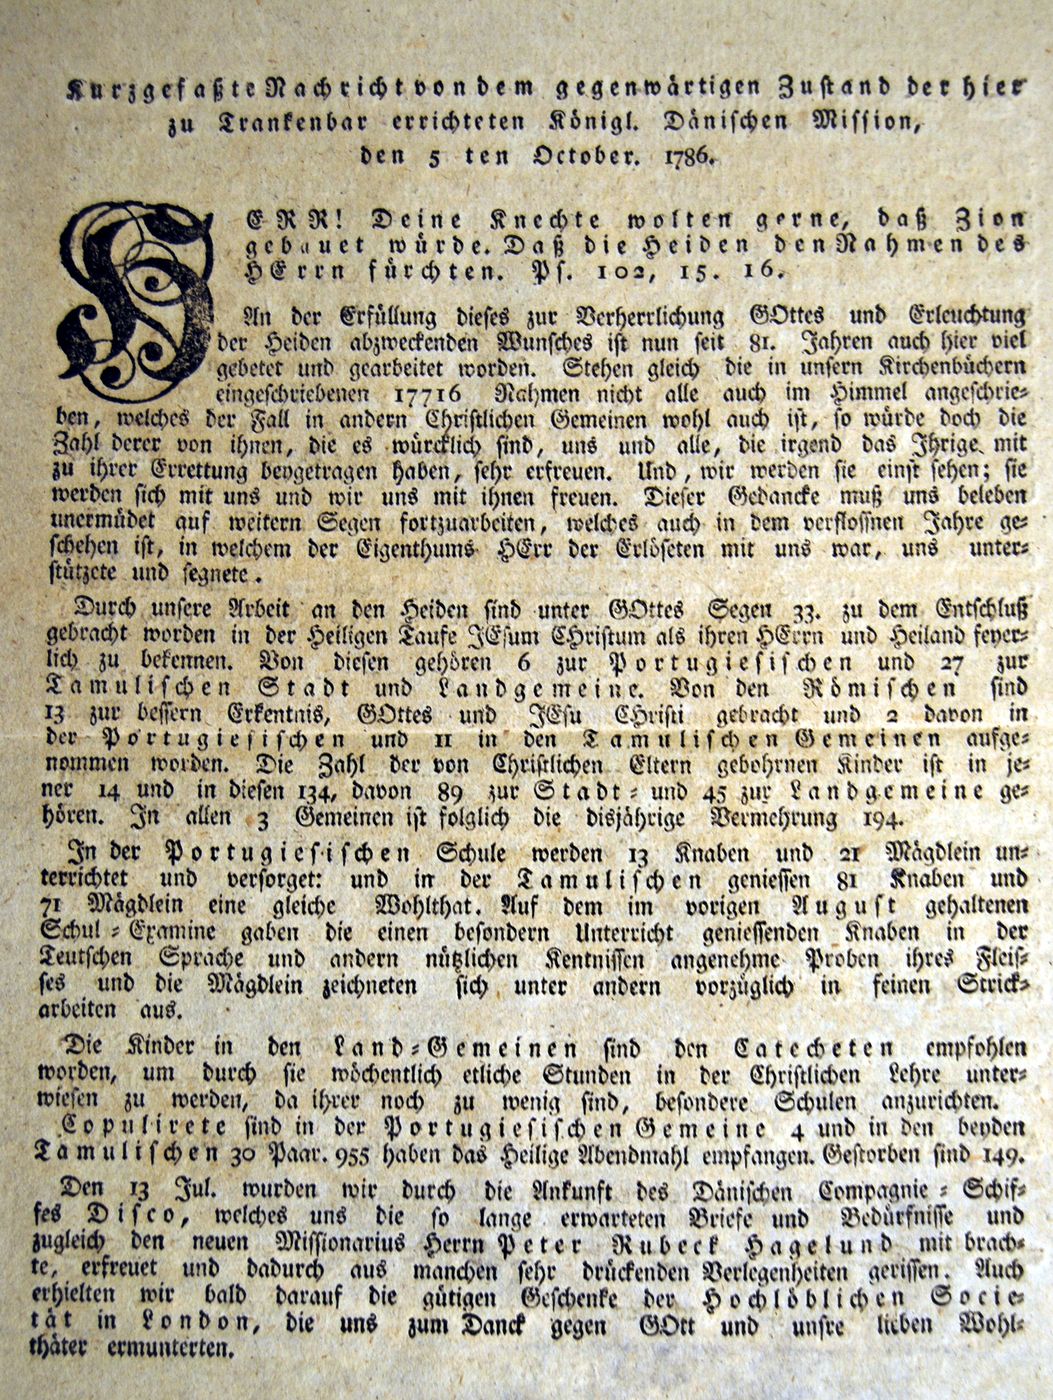 Kurzgefaßte Nachricht von dem gegenwärtigen Zustand der hier
zu Trankenbar errichteten Königl. Dänischen Mission,
den 5 ten October. 1786.
HERR! Deine Knechte wolten gerne, daß Zion
gebauet würde. Daß die Heiden den Nahmen des
HErrn fürchten. Ps. 102, 15. 16.
An der Erfüllung dieses zur Verherrlichung GOttes und Erleuchtung
der Heiden abzweckenden Wunsches ist nun seit 81. Jahren auch hier viel
gebetet und gearbeitet worden. Stehen gleich die in unsern Kirchenbüchern
eingeschriebenen 17716 Nahmen nicht alle auch im Himmel angeschrie-
ben, welches der Fall in andern Christlichen Gemeinen wohl auch ist, so würde doch die
Zahl derer von ihnen, die es würcklich sind, uns und alle, die irgend das Ihrige mit
zu ihrer Errettung beygetragen haben, sehr erfreuen. Und, wir werden sie einst sehen; sie
werden sich mit uns und wir uns mit ihnen freuen. Dieser Gedancke muß uns beleben
unermüdet auf weitern Segen fortzuarbeiten, welches auch in dem verflossnen Jahre ge-
schehen ist, in welchem der Eigenthums HErr der Erlöseten mit uns war, uns unter-
stützete und segnete.
Durch unsere Arbeit an den Heiden sind unter GOttes Segen 33. zu dem Entschluß
gebracht worden in der Heiligen Taufe JEsum CHristum als ihren HErrn und Heiland feyer-
lich zu bekennen. Von diesen gehören 6 zur Portugiesischen und 27 zur
Tamulischen Stadt und Landgemeine. Von den Römischen sind
13 zur bessern Erkentnis, GOttes und JEsu CHristi gebracht und 2 davon in
der Portugiesischen und 11 in den Tamulischen Gemeinen aufge-
nommen worden. Die Zahl der von Christlichen Eltern gebohrnen Kinder ist in je-
ner 14 und in diesen 134, davon 89 zur Stadt- und 45 zur Landgemeine ge-
hören. In allen 3 Gemeinen ist folglich die disjährige Vermehrung 194.
In der Portugiesischen Schule werden 13 Knaben und 21 Mägdlein un-
terrichtet und versorget: und in der Tamulischen geniessen 81 Knaben und
71 Mägdlein eine gleiche Wohlthat. Auf dem im vorigen August gehaltenen
Schul-Examine gaben die einen besondern Unterricht geniessenden Knaben in der
Teutschen Sprache und andern nützlichen Kentnissen angenehme Proben ihres Fleis-
ses und die Mägdlein zeichneten sich unter andern vorzüglich in feinen Strick-
arbeiten aus.
Die Kinder in den Land-Gemeinen sind den Catecheten empfohlen
worden, um durch sie wöchentlich etliche Stunden in der Christlichen Lehre unter-
wiesen zu werden, da ihrer noch zu wenig sind, besondere Schulen anzurichten.
Copulirete sind in der Portugiesischen Gemeine 4 und in den beyden
Tamulischen 30 Paar. 955 haben das Heilige Abendmahl empfangen. Gestorben sind 149.
Den 13 Jul. wurden wir durch die Ankunft des Dänischen Compagnie-Schif-
fes Disco, welches uns die so lange erwarteten Briefe und Bedürfnisse und
zugleich den neuen Missionarius Herrn Peter Rubeck Hagelund mit brach-
te, erfreuet und dadurch aus manchen sehr drückenden Verlegenheiten gerissen. Auch
erhielten wir bald darauf die gütigen Geschenke der Hochlöblichen Socie-
tät in London, die uns zum Danck gegen GOtt und unsre lieben Wohl-
thäter ermunterten.